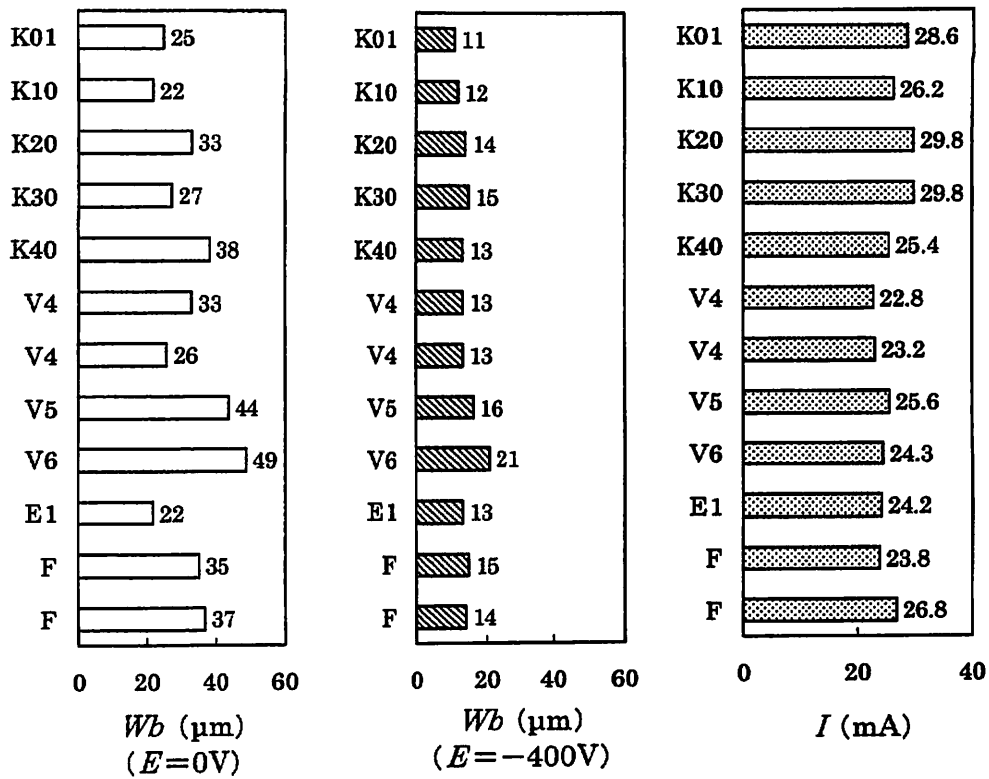 K01 25
K10 22
K20 33
K30 27
K40 38
V4 33
V4 26
V5 44
V6 49
E1 22
F 35
F 37
0 20 40 60
Wb (μm)
(E=0V)
K01 11
K10 12
K20 14
K30 15
K40 13
V4 13
V4 13
V5 16
V6 21
E1 13
F 15
F 14
0 20 40 60
Wb (μm)
(E=−400V)
K01 28.6
K10 26.2
K20 29.8
K30 29.8
K40 25.4
V4 22.8
V4 23.2
V5 25.6
V6 24.3
E1 24.2
F 23.8
F 26.8
0 20 40
I (mA)